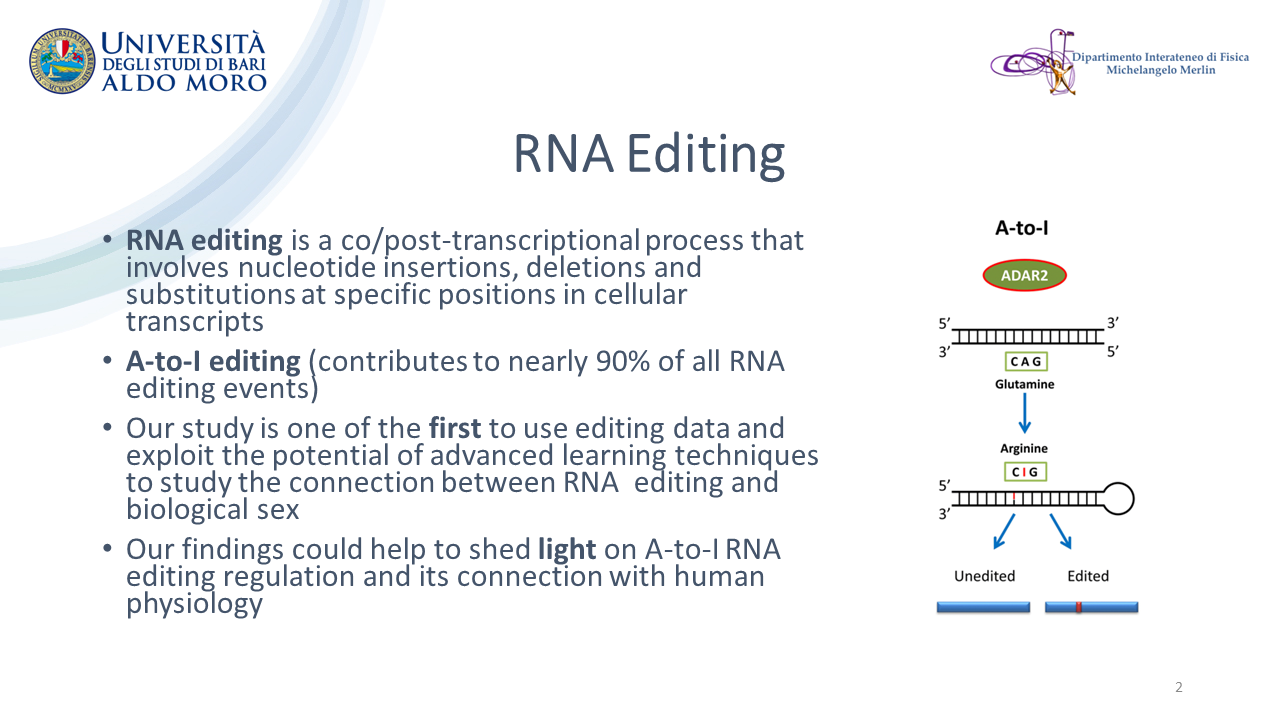 UNIVERSITÀ
DEGLI STUDI DI BARI
ALDO MORO
Dipartimento Interateneo di Fisica
Michelangelo Merlin
RNA Editing
• RNA editing is a co/post-transcriptional process that
involves nucleotide insertions, deletions and
substitutions at specific positions in cellular
transcripts
• A-to-I editing (contributes to nearly 90% of all RNA
editing events)
• Our study is one of the first to use editing data and
exploit the potential of advanced learning techniques
to study the connection between RNA  editing and
biological sex
• Our findings could help to shed light on A-to-I RNA
editing regulation and its connection with human
physiology
A-to-I
ADAR2
5’ 3’
3’ 5’
C A G
Glutamine
Arginine
C I G
5’
3’
Unedited Edited
2